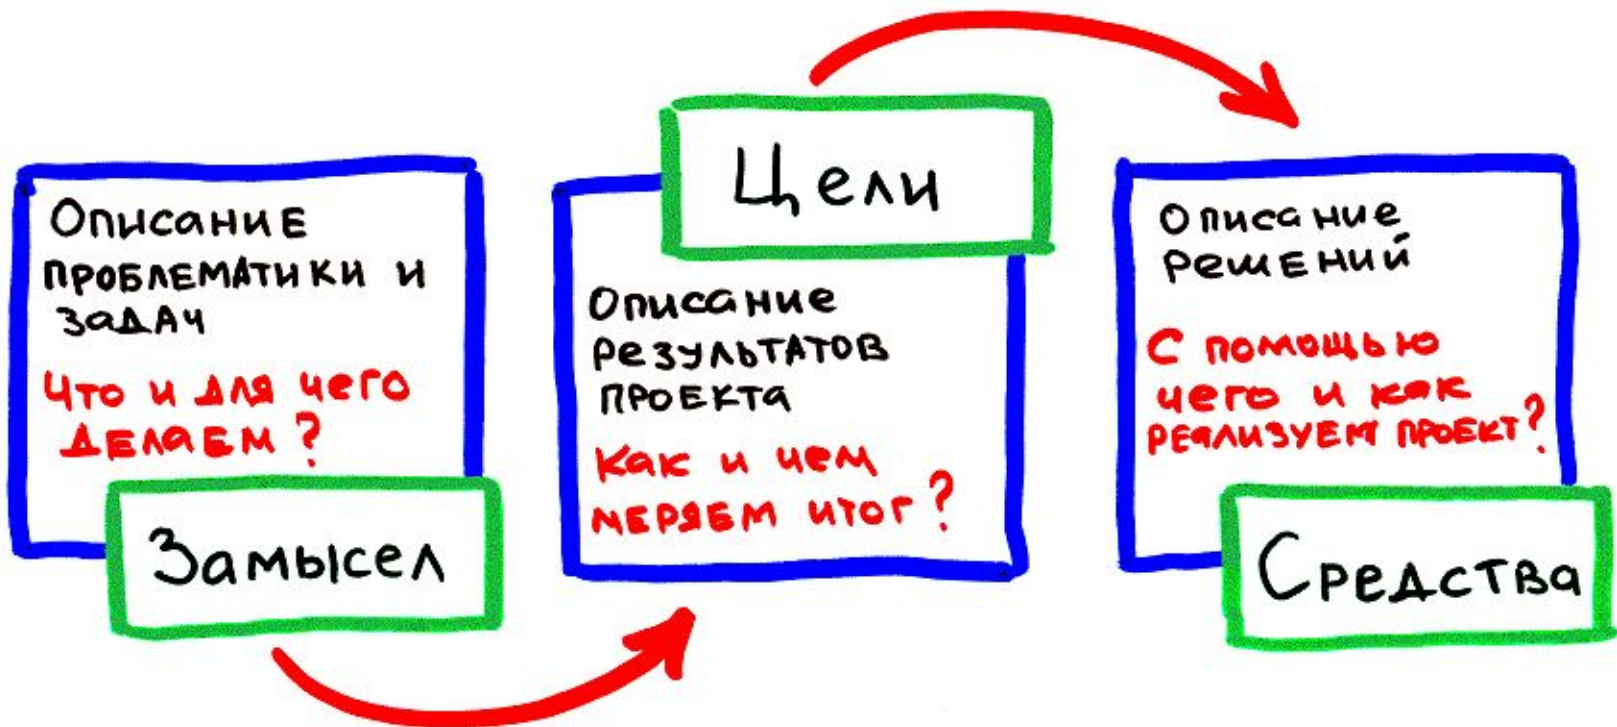 Описание
проблематики и
задач
Что и для чего
делаем?
Замысел
Цели
Описание
результатов
проекта
Как и чем
меряем итог?
Описание
решений
С помощью
чего и как
реализуем проект?
Средства